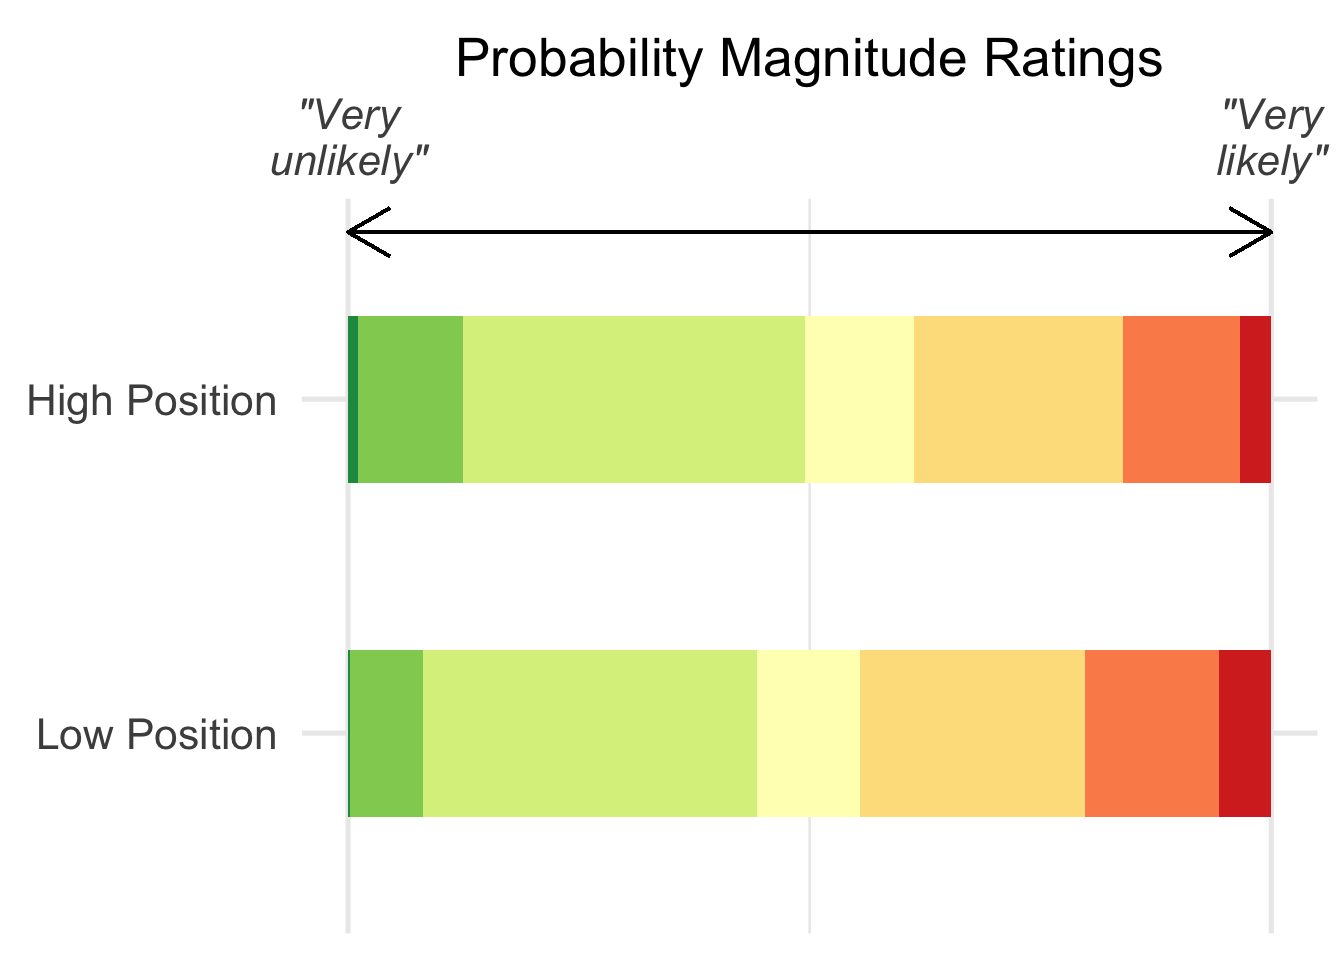 Probability Magnitude Ratings
"Very
unlikely"
"Very
likely"
High Position
Low Position